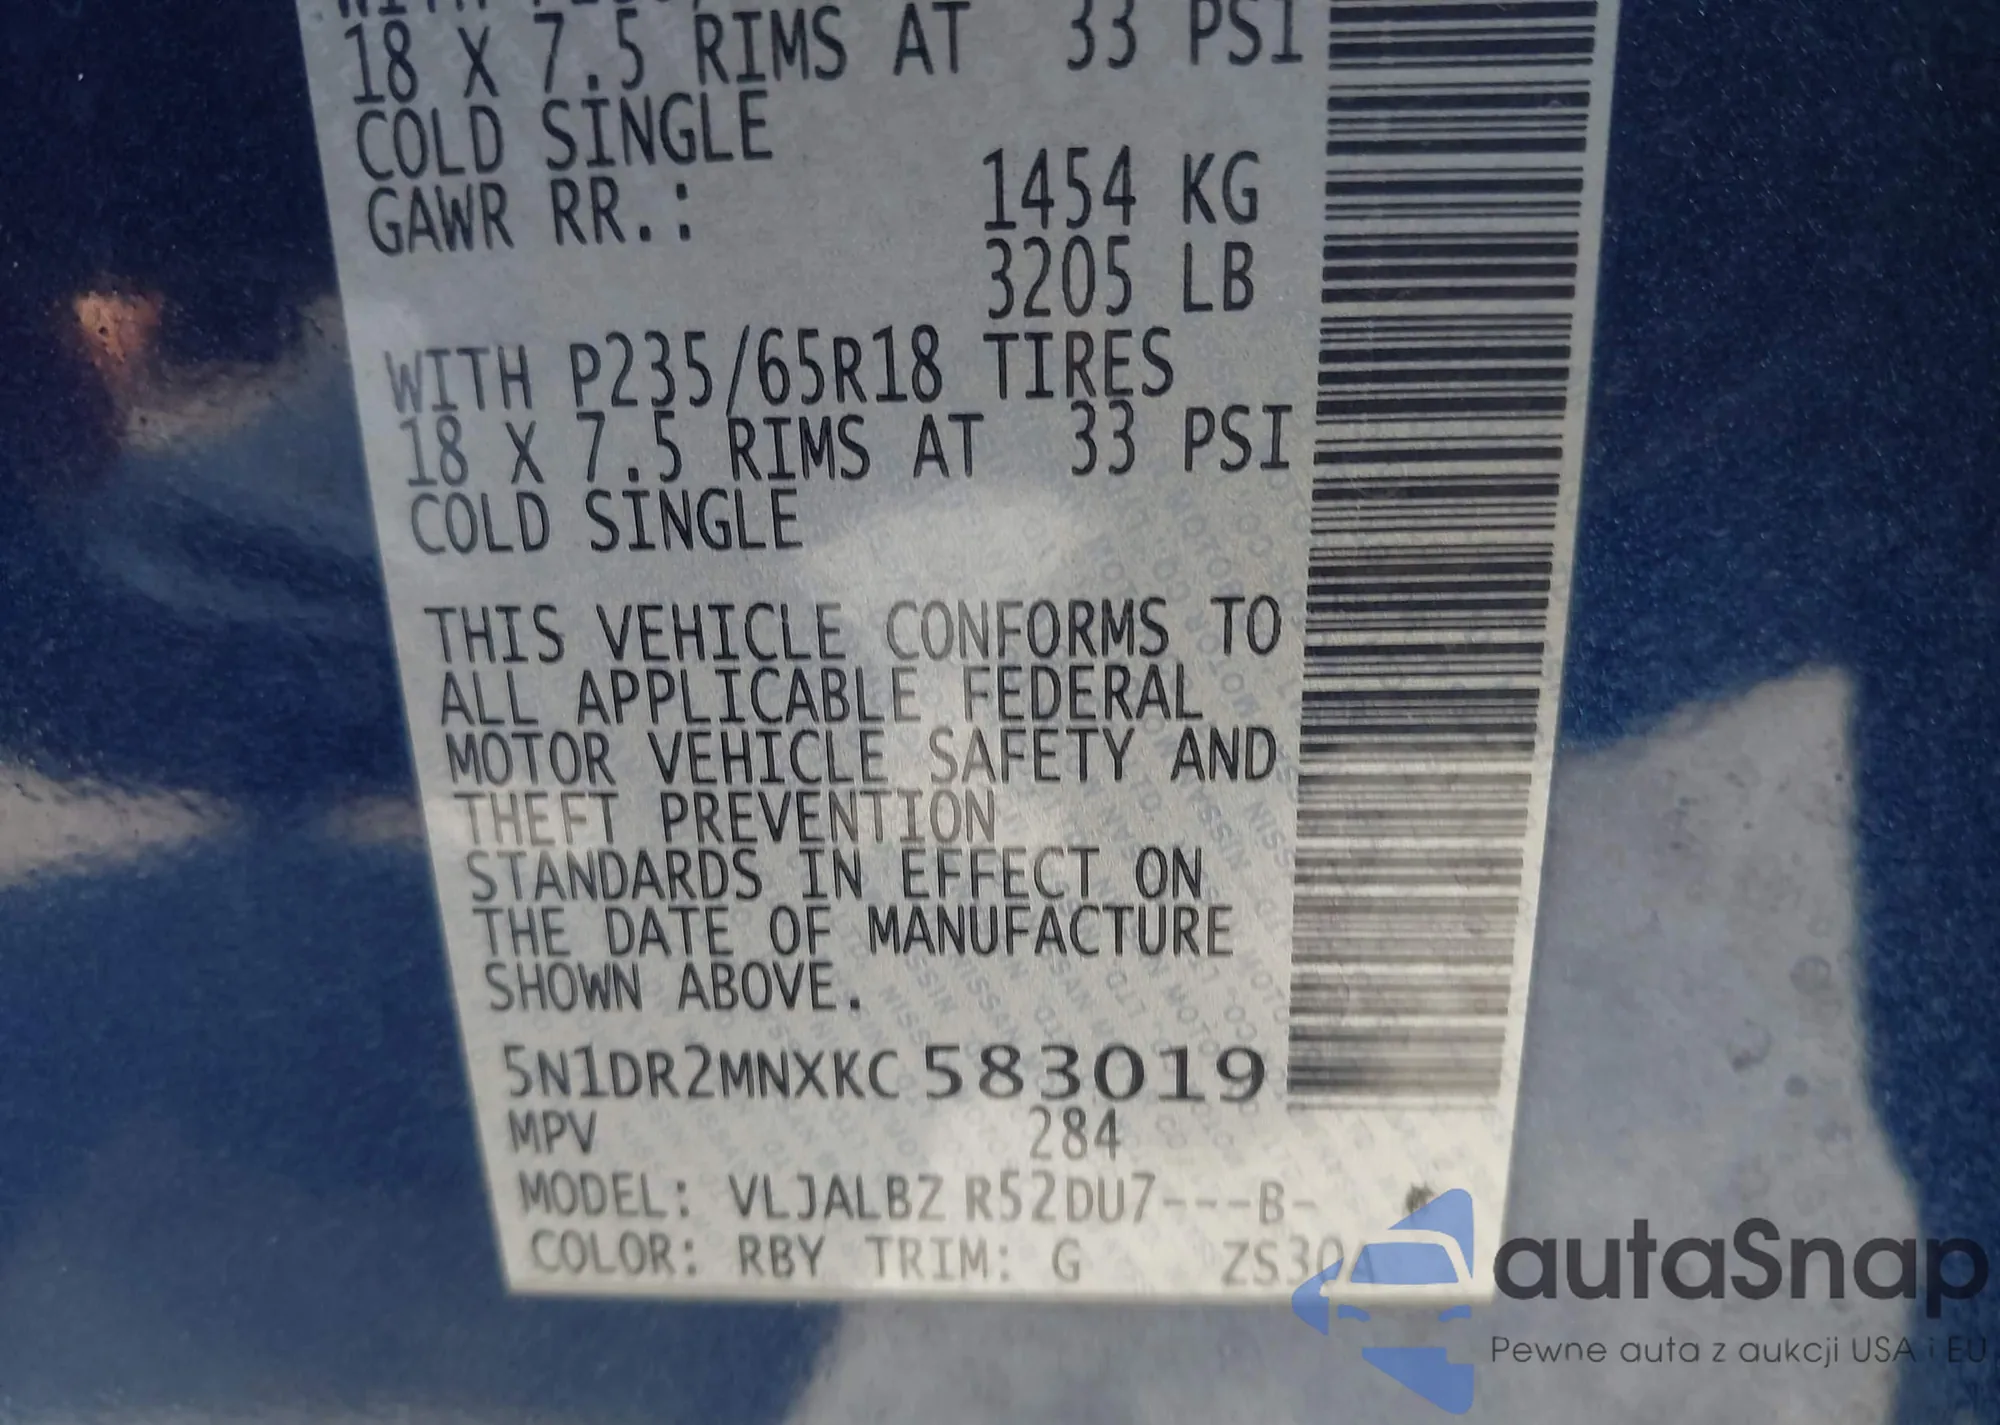 18 X 7.5 RIMS AT 33 PSI
COLD SINGLE
GAWR RR.: 1454 KG
3205 LB
WITH P235/65R18 TIRES
18 X 7.5 RIMS AT 33 PSI
COLD SINGLE
THIS VEHICLE CONFORMS TO
ALL APPLICABLE FEDERAL
MOTOR VEHICLE SAFETY AND
THEFT PREVENTION
STANDARDS IN EFFECT ON
THE DATE OF MANUFACTURE
SHOWN ABOVE.
5N1DR2MNXKC583019
MPV 284
MODEL: VLJALBZ R52DU7---B-
COLOR: RBY TRIM: G ZS30A
autaSnap
Pewne auta z aukcji USA i EU